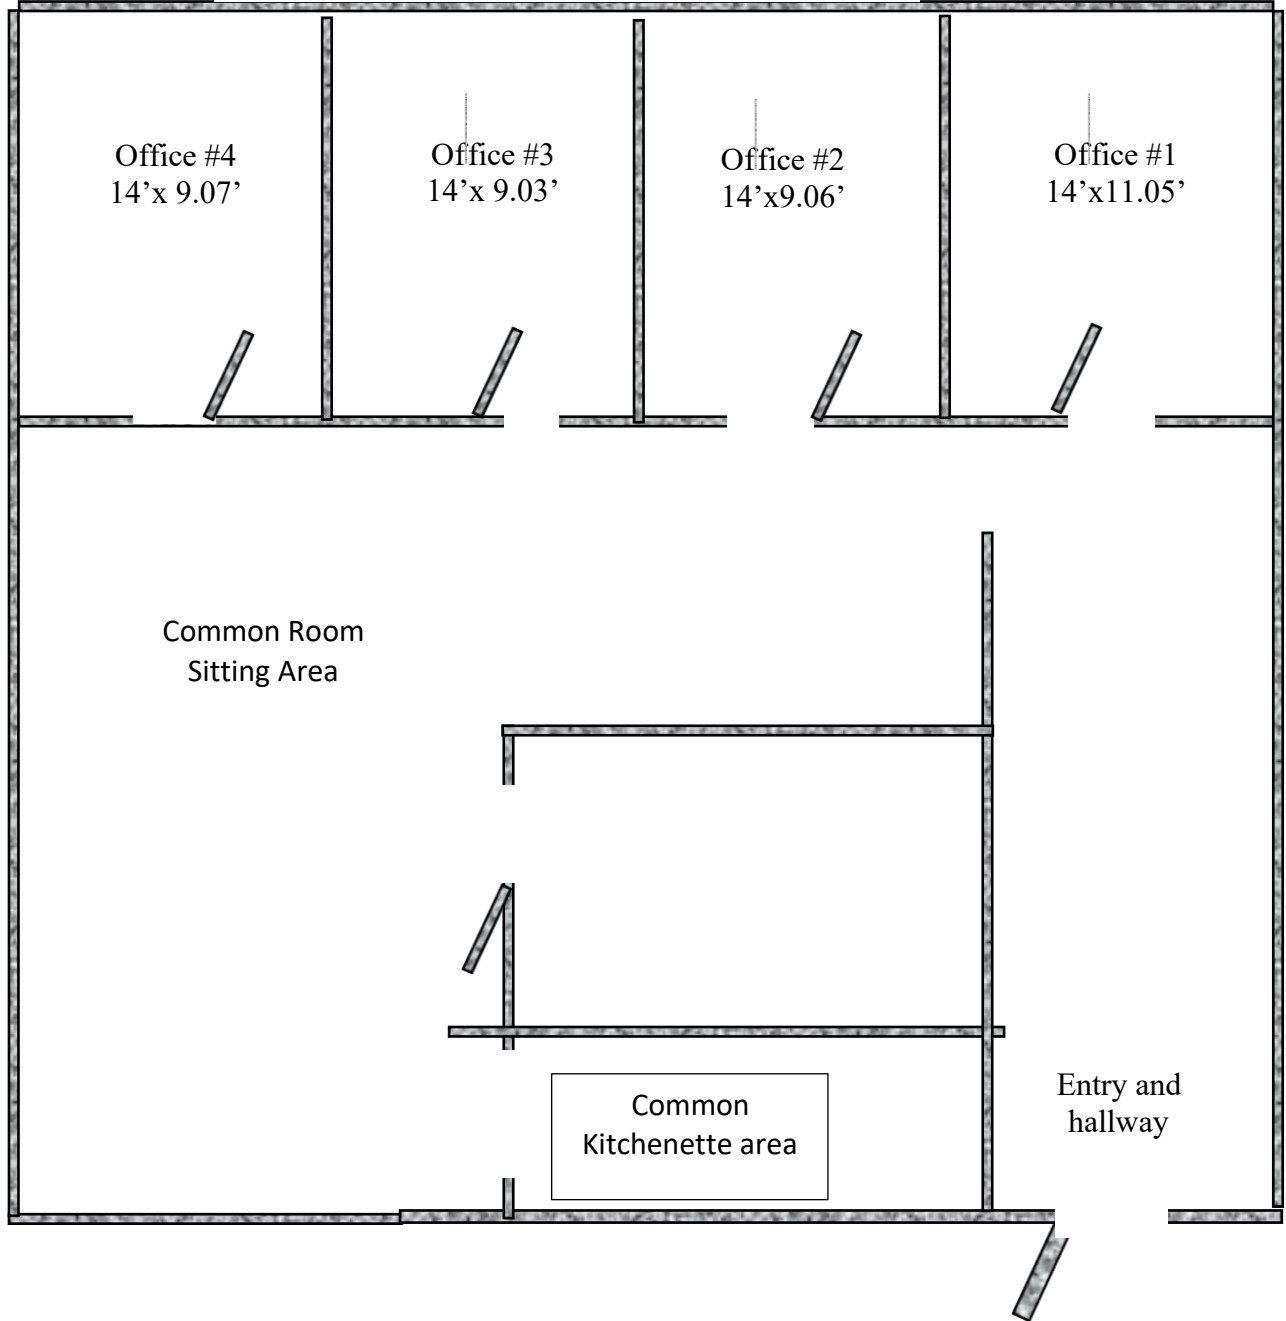 Office #4
14’x 9.07’
Office #3
14’x 9.03’
Office #2
14’x9.06’
Office #1
14’x11.05’
Common Room
Sitting Area
Common
Kitchenette area
Entry and
hallway